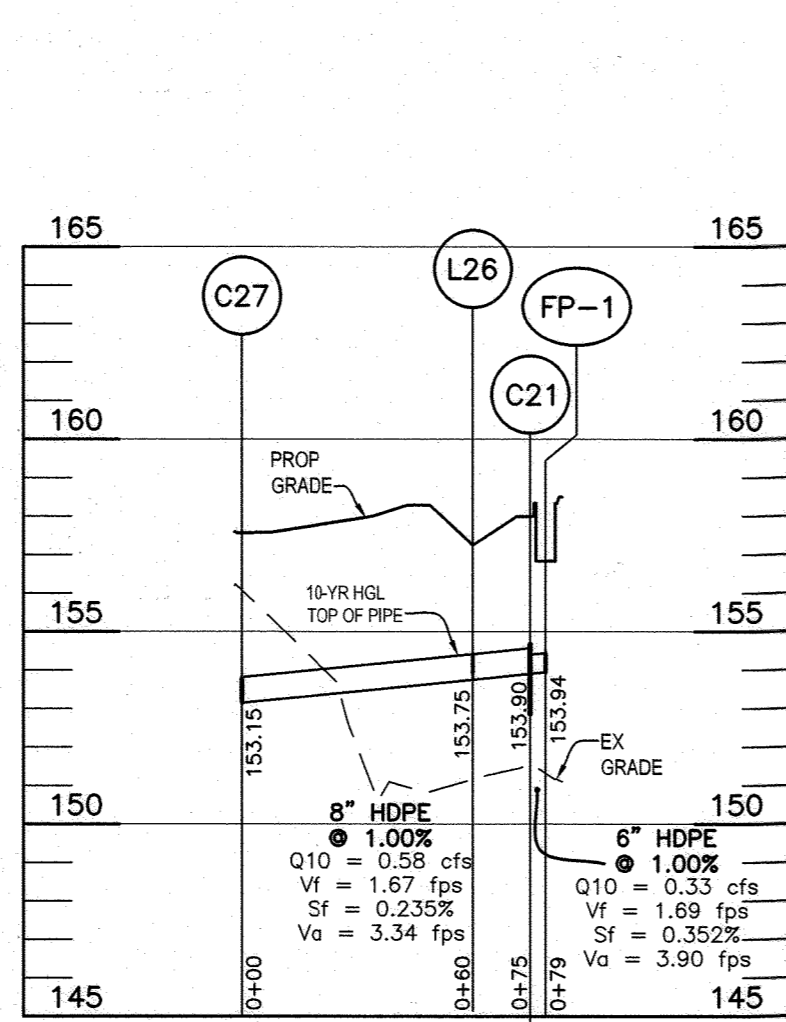 165
165
C27
L26
FP-1
C21
160
160
PROP
GRADE
10-YR HGL
TOP OF PIPE
155
155
153.15
153.75
153.90
153.94
EX
GRADE
150
150
8" HDPE
@ 1.00%
Q10 = 0.58 cfs
Vf = 1.67 fps
Sf = 0.235%
Va = 3.34 fps
6" HDPE
@ 1.00%
Q10 = 0.33 cfs
Vf = 1.69 fps
Sf = 0.352%
Va = 3.90 fps
0+00
0+60
0+75
0+79
145
145